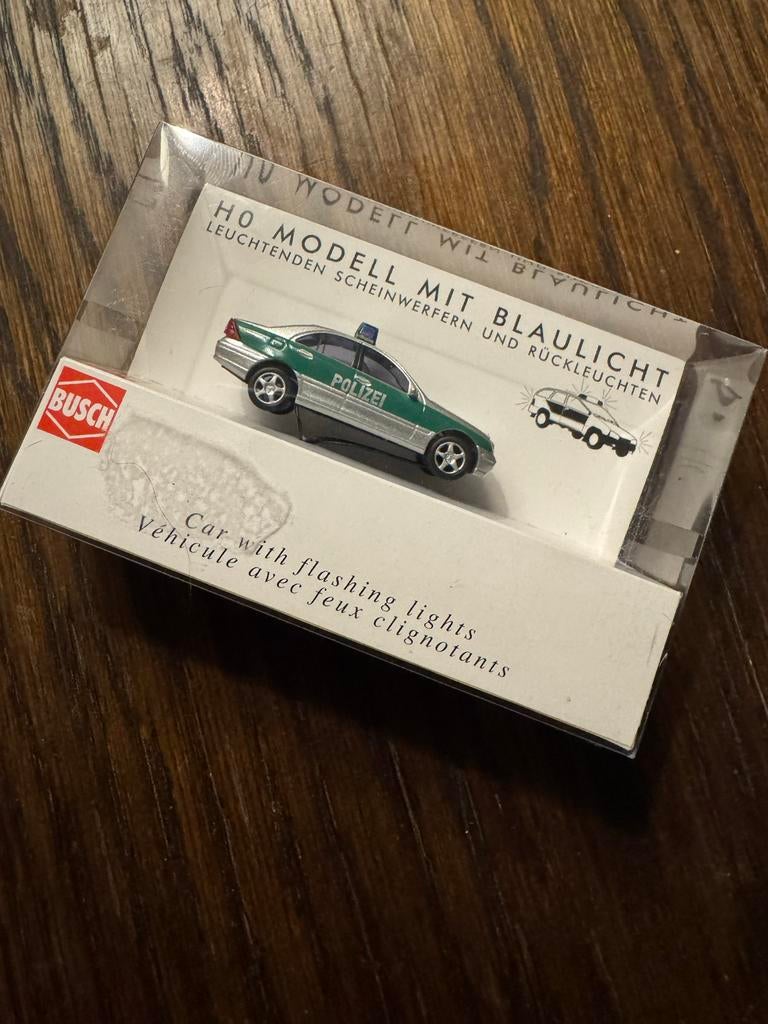 H0 MODELL MIT BLAULICHT
LEUCHTENDEN SCHEINWERFERN UND RÜCKLEUCHTEN
POLIZEI
BUSCH
Car with flashing lights
Véhicule avec feux clignotants